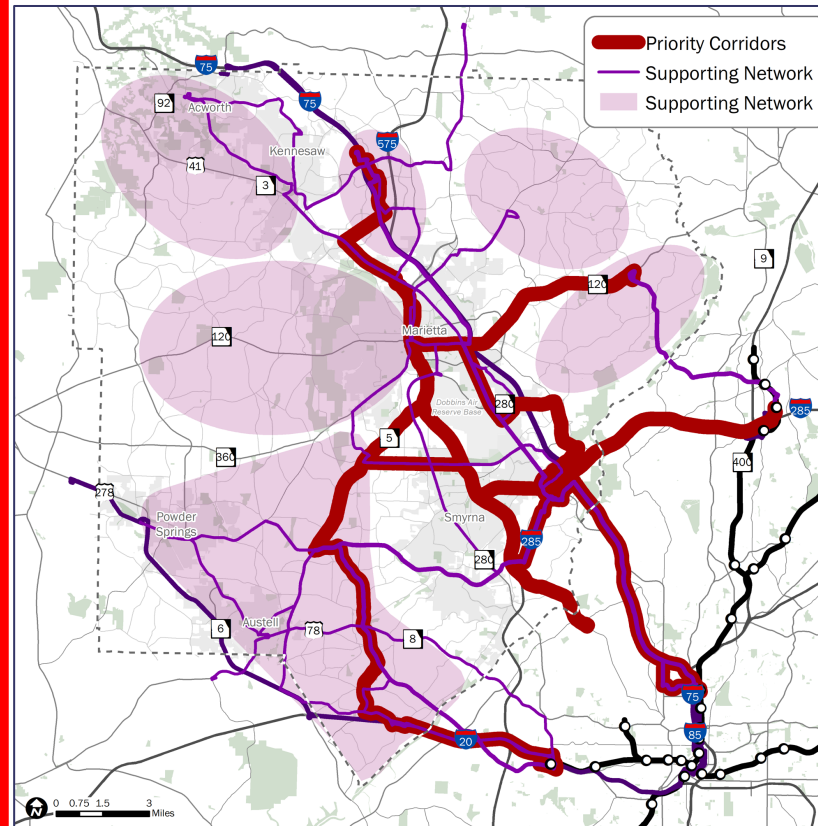 Priority Corridors
Supporting Network
Supporting Network
75
92
Acworth
75
575
Kennesaw
41
3
9
120
120
Marietta
280
Dobbins Air
Reserve Base
285
5
360
400
278
Powder
Springs
Smyrna
285
280
6
Austell
78
8
75
20
85
N
0 0.75 1.5 3
Miles